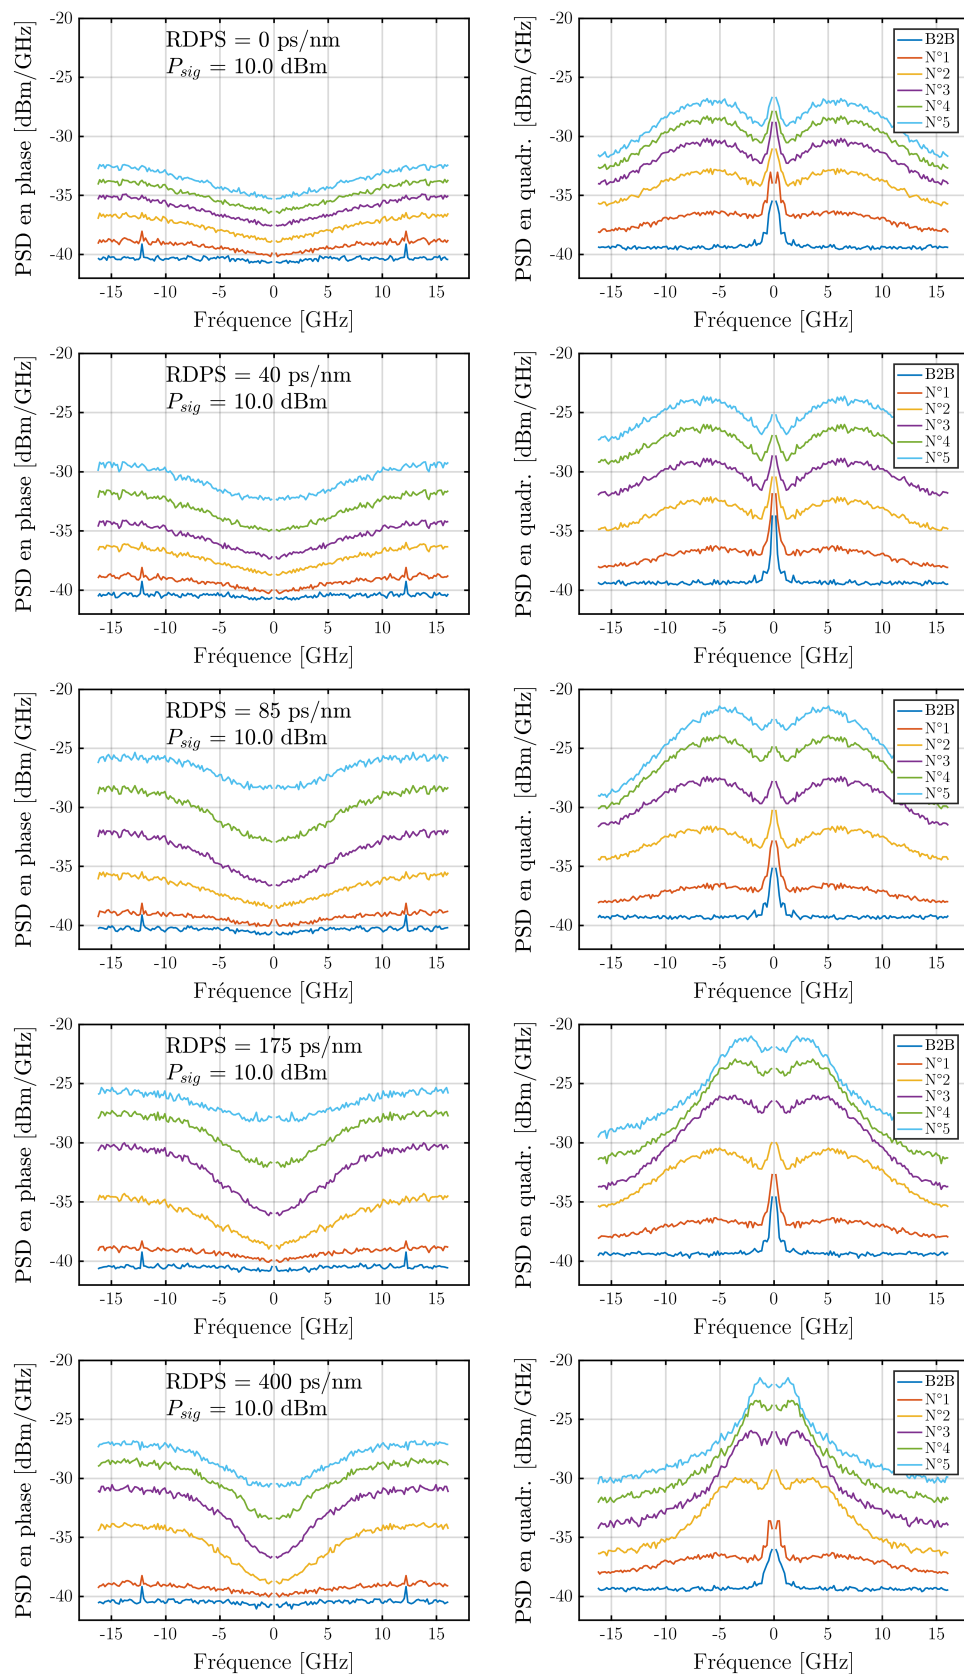 PSD en phase [dBm/GHz]
-20
-25
-30
-35
-40
RDPS = 0 ps/nm
P_sig = 10.0 dBm
-15 -10 -5 0 5 10 15
Fréquence [GHz]
PSD en quadr. [dBm/GHz]
-20
-25
-30
-35
-40
B2B
N°1
N°2
N°3
N°4
N°5
-15 -10 -5 0 5 10 15
Fréquence [GHz]
PSD en phase [dBm/GHz]
-20
-25
-30
-35
-40
RDPS = 40 ps/nm
P_sig = 10.0 dBm
-15 -10 -5 0 5 10 15
Fréquence [GHz]
PSD en quadr. [dBm/GHz]
-20
-25
-30
-35
-40
B2B
N°1
N°2
N°3
N°4
N°5
-15 -10 -5 0 5 10 15
Fréquence [GHz]
PSD en phase [dBm/GHz]
-20
-25
-30
-35
-40
RDPS = 85 ps/nm
P_sig = 10.0 dBm
-15 -10 -5 0 5 10 15
Fréquence [GHz]
PSD en quadr. [dBm/GHz]
-20
-25
-30
-35
-40
B2B
N°1
N°2
N°3
N°4
N°5
-15 -10 -5 0 5 10 15
Fréquence [GHz]
PSD en phase [dBm/GHz]
-20
-25
-30
-35
-40
RDPS = 175 ps/nm
P_sig = 10.0 dBm
-15 -10 -5 0 5 10 15
Fréquence [GHz]
PSD en quadr. [dBm/GHz]
-20
-25
-30
-35
-40
B2B
N°1
N°2
N°3
N°4
N°5
-15 -10 -5 0 5 10 15
Fréquence [GHz]
PSD en phase [dBm/GHz]
-20
-25
-30
-35
-40
RDPS = 400 ps/nm
P_sig = 10.0 dBm
-15 -10 -5 0 5 10 15
Fréquence [GHz]
PSD en quadr. [dBm/GHz]
-20
-25
-30
-35
-40
B2B
N°1
N°2
N°3
N°4
N°5
-15 -10 -5 0 5 10 15
Fréquence [GHz]